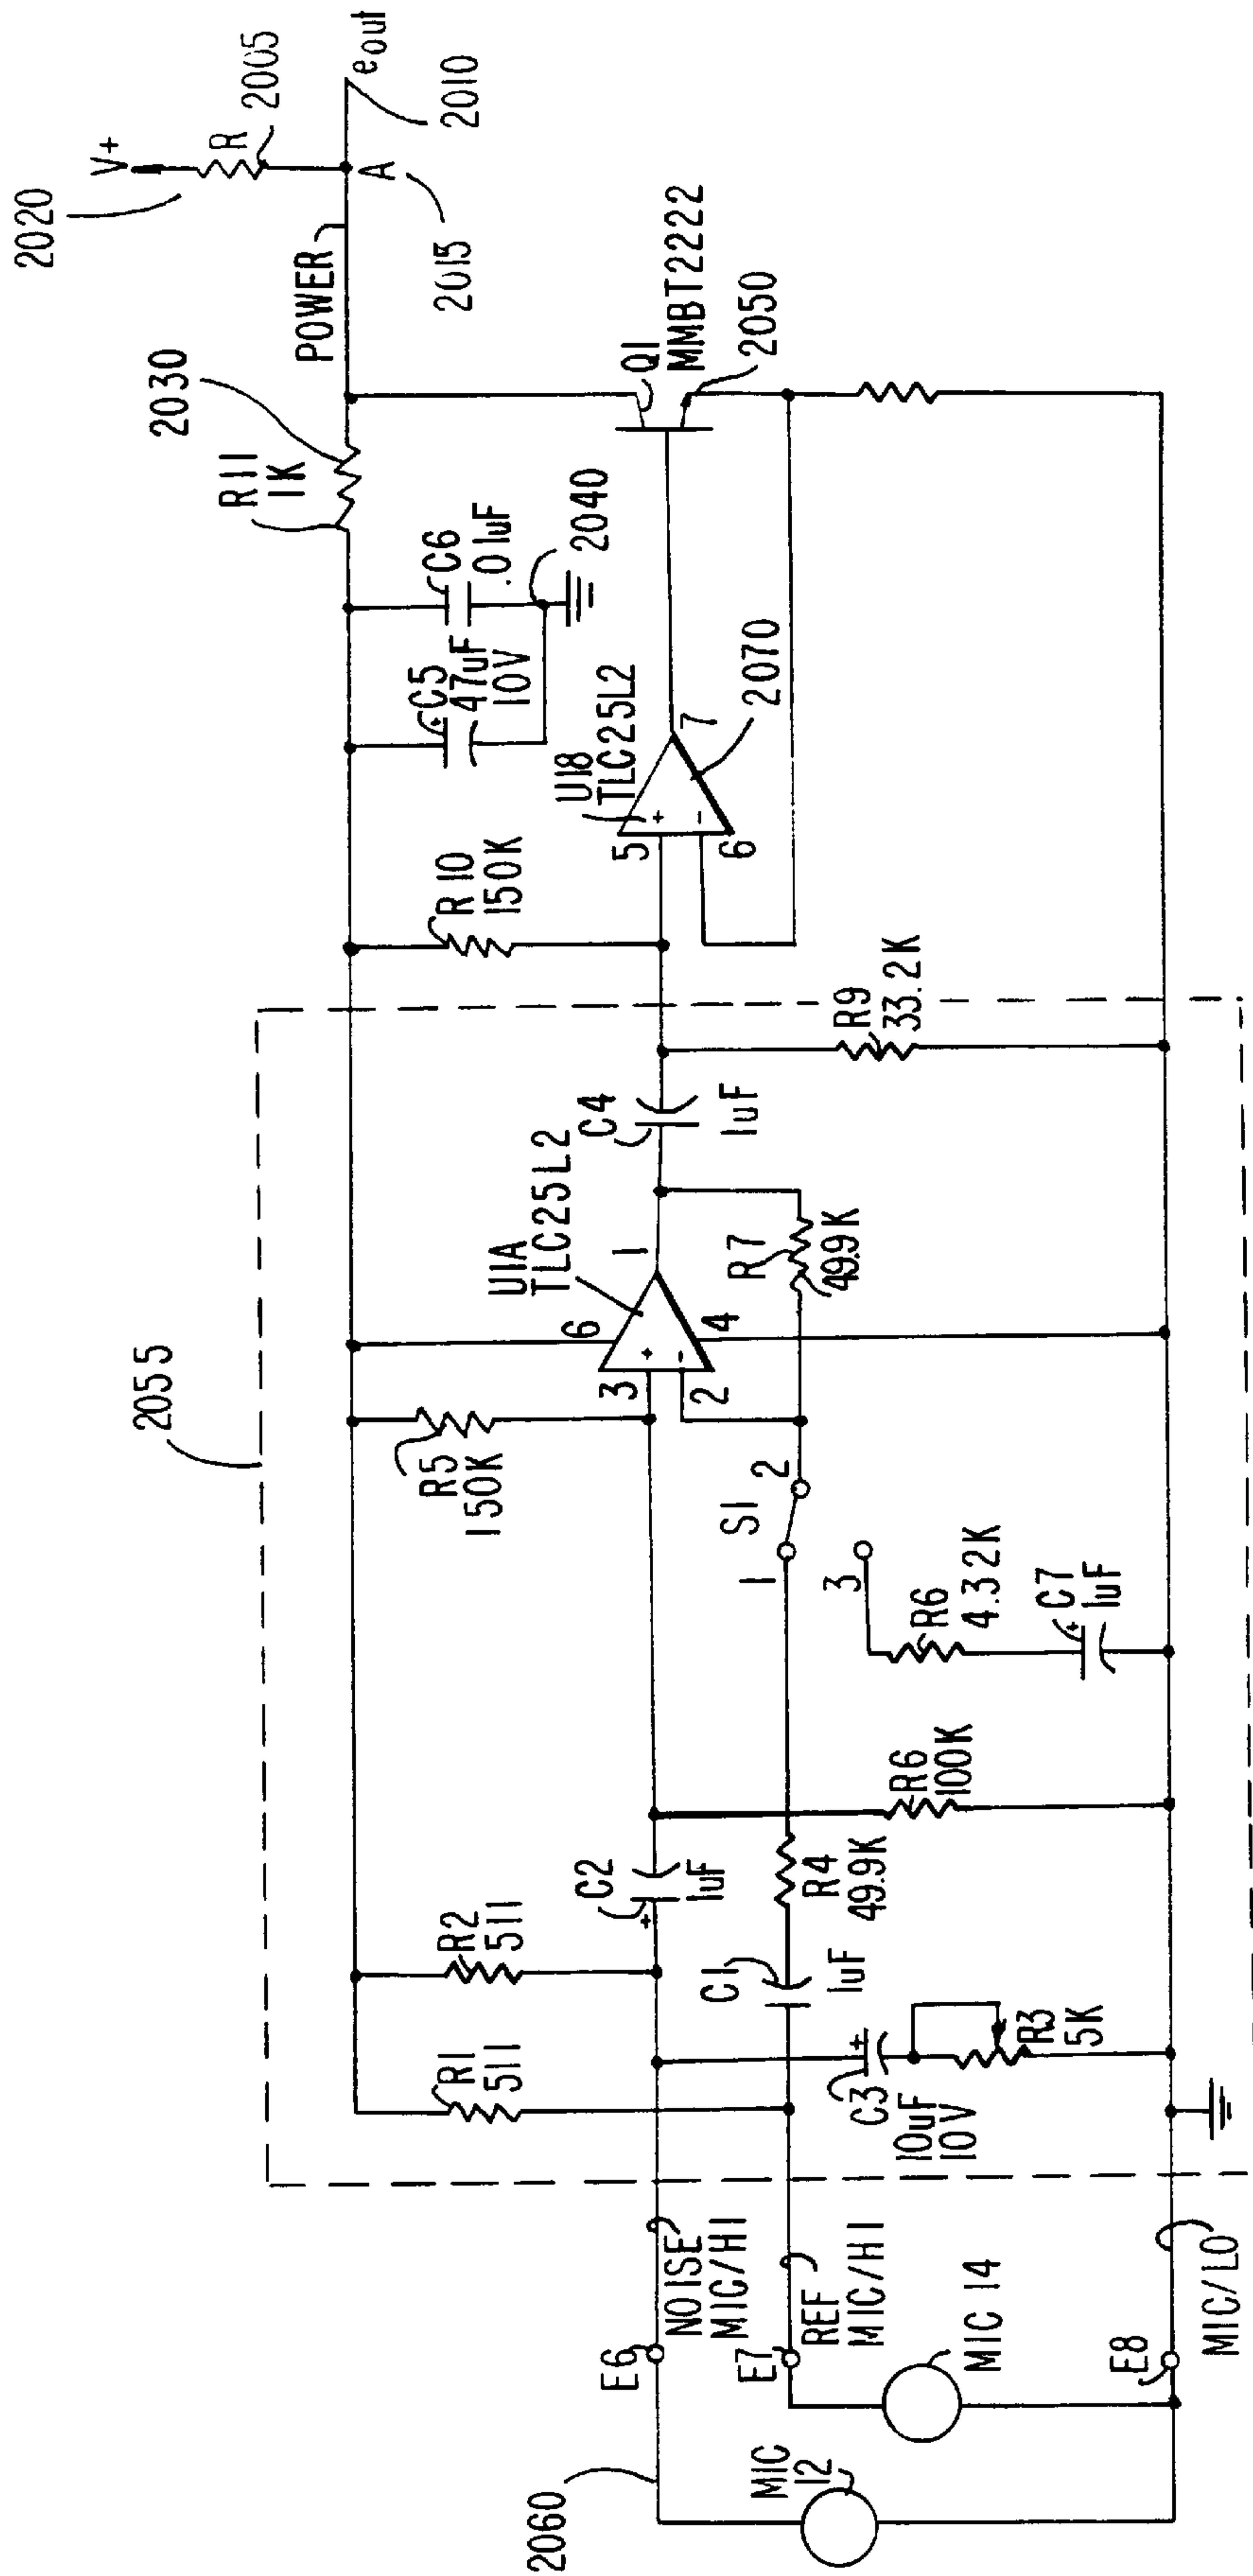 2020
V+
R
2005
eout
2010
A
2015
POWER
2030
R11
1K
Q1
MMBT2222
2050
C6
.01uF
2040
C5
47uF
10V
+
U18
TLC25L2
2070
5
6
7
+
-
R10
150K
2055
R9
33.2K
C4
1uF
U1A
TLC25L2
1
6
4
3
2
+
-
R7
49.9K
R5
150K
S1
2
1
3
R6
4.32K
C7
+
1uF
R6
100K
C2
+
1uF
R4
49.9K
R2
511
C1
1uF
R1
511
C3
+
10uF
10V
R3
5K
NOISE
MIC/HI
REF
MIC/HI
MIC/LO
E6
E7
E8
MIC 14
MIC
12
2060